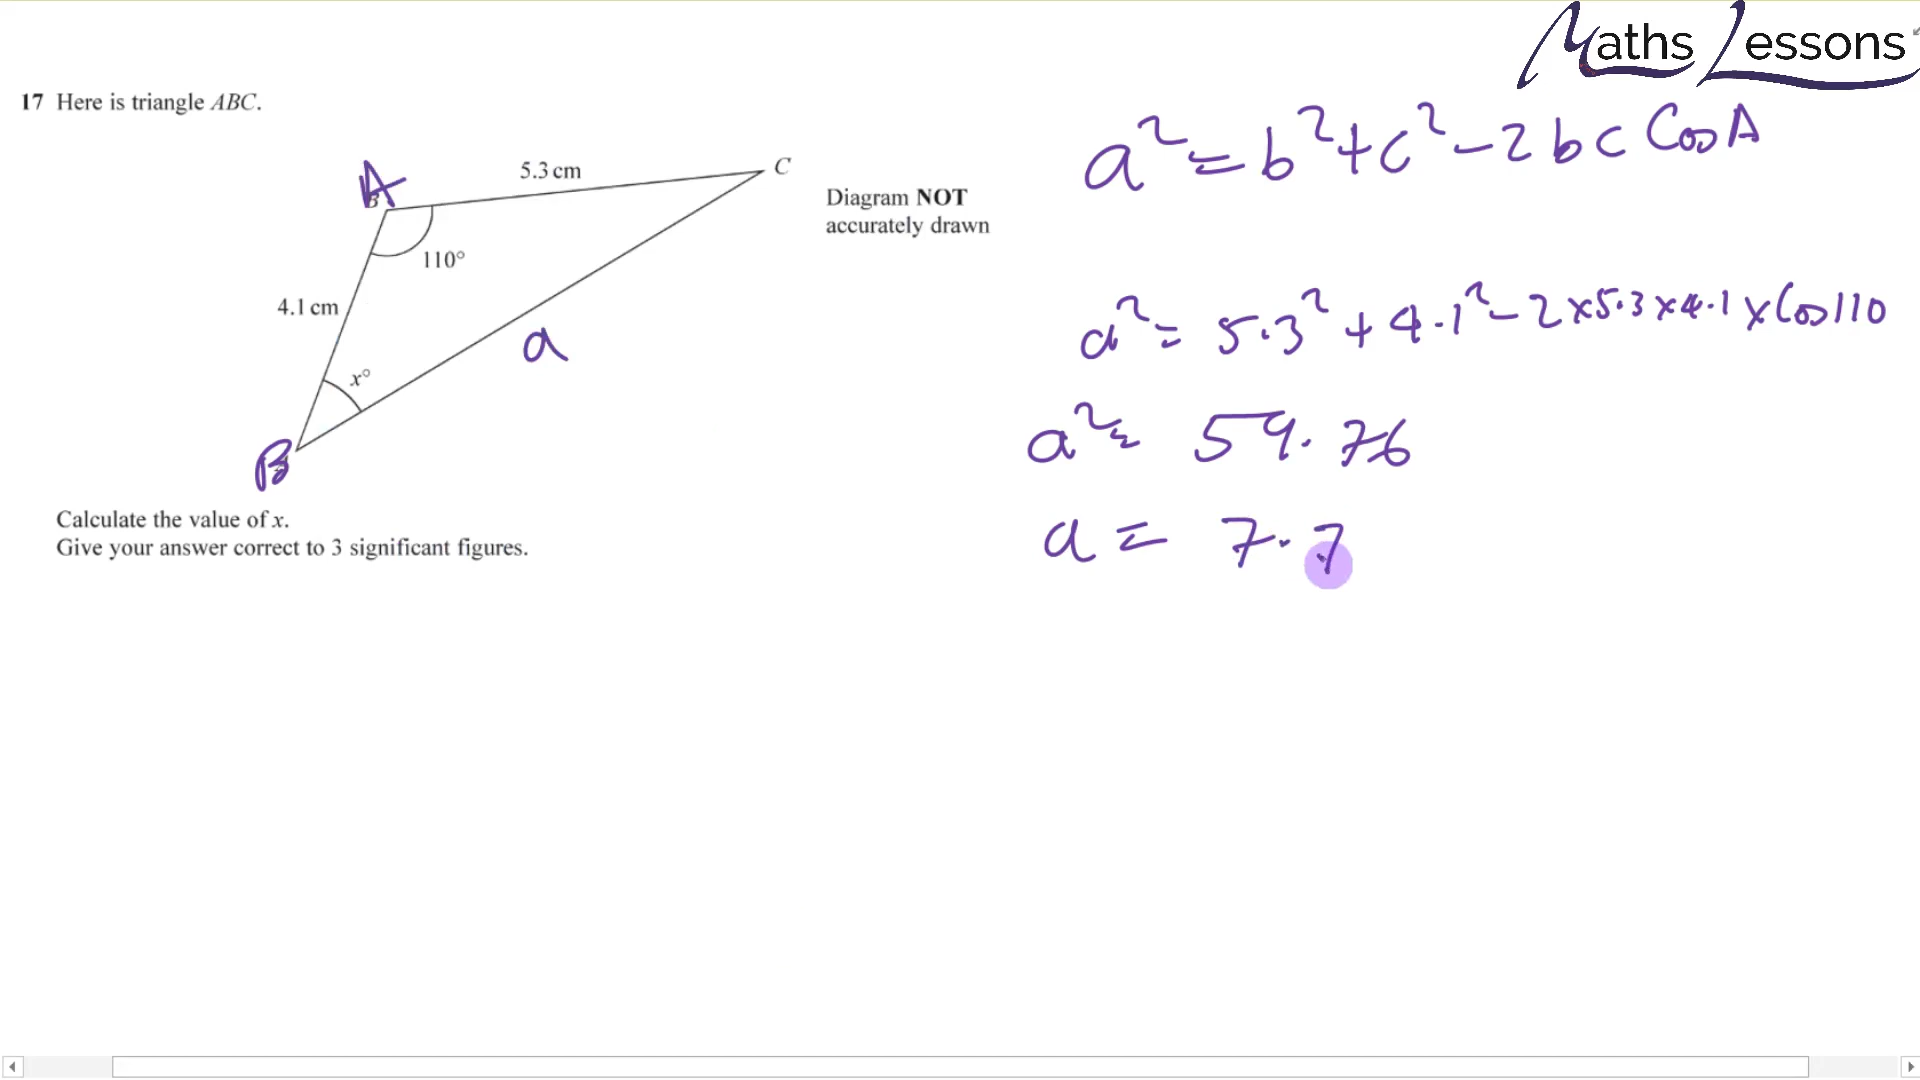 Maths Lessons
17 Here is triangle ABC.
a² = b² + c² - 2bc Cos A
A
5.3 cm
C
Diagram NOT
accurately drawn
110°
4.1 cm
a
x°
B
a² = 5.3² + 4.1² - 2×5.3×4.1×Cos110
a² = 59.76
a = 7.7
Calculate the value of x.
Give your answer correct to 3 significant figures.